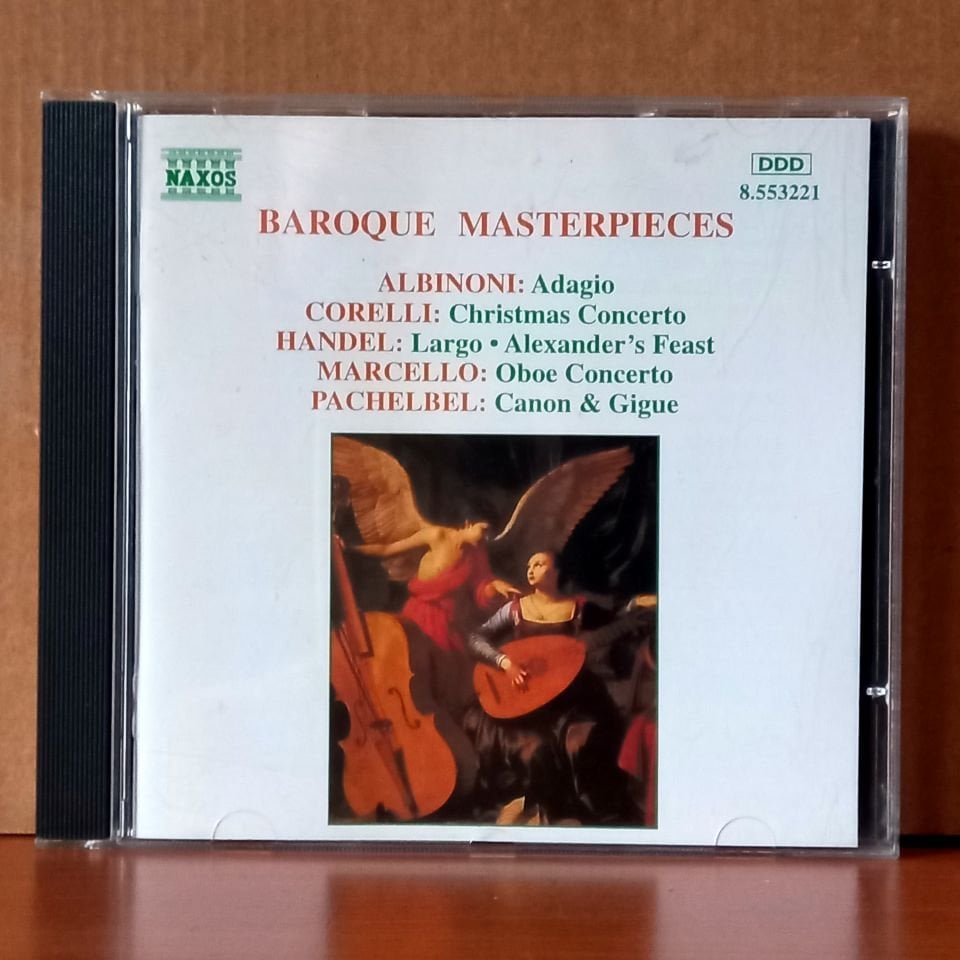 NAXOS
DDD
8.553221
BAROQUE MASTERPIECES
ALBINONI: Adagio
CORELLI: Christmas Concerto
HANDEL: Largo • Alexander's Feast
MARCELLO: Oboe Concerto
PACHELBEL: Canon & Gigue